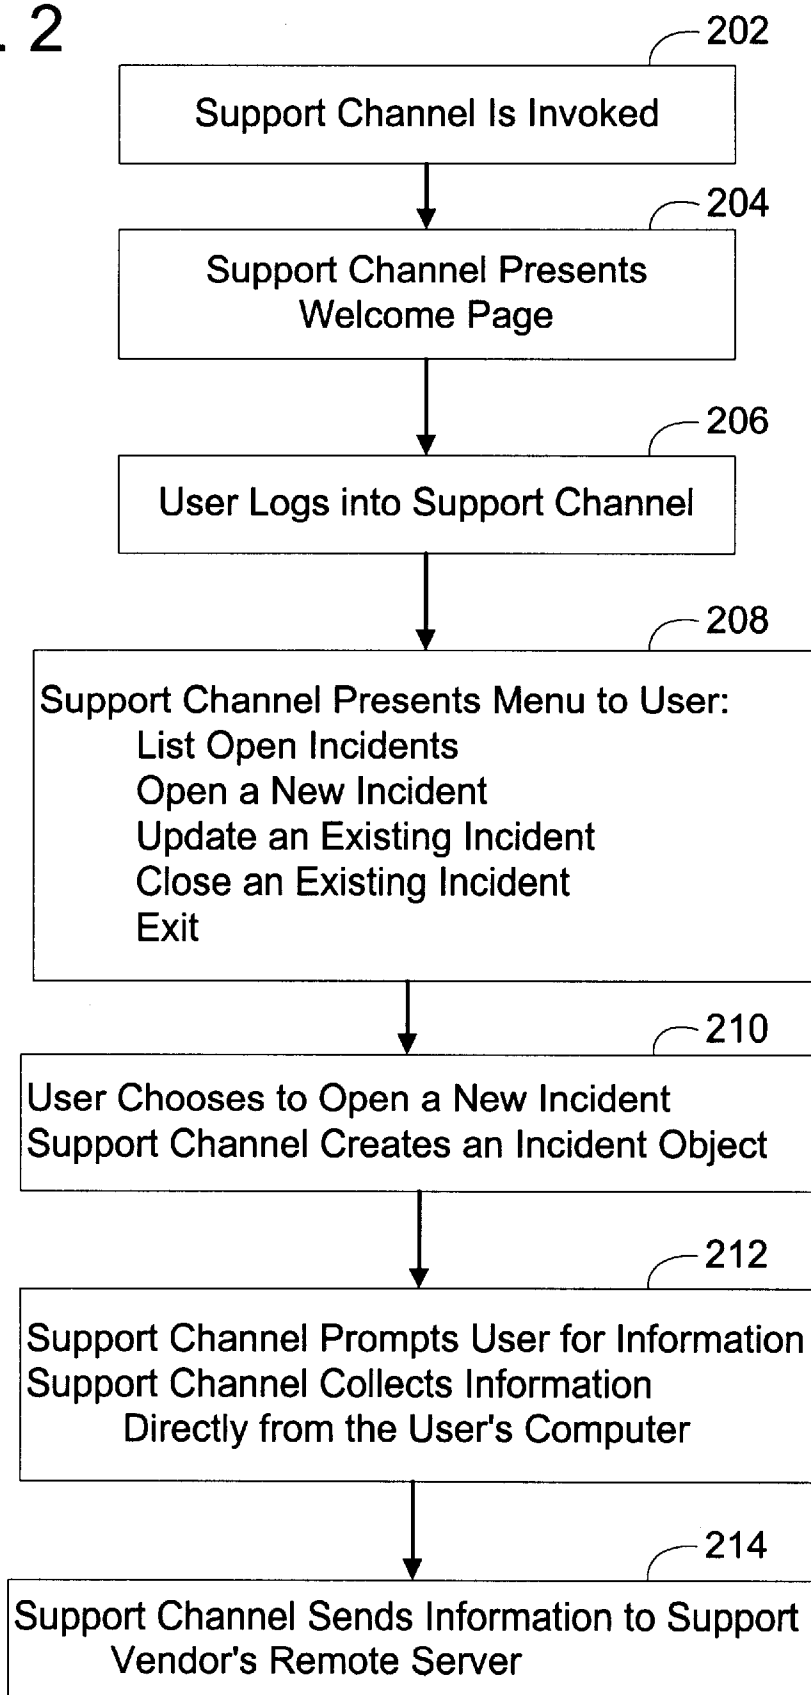 . 2
202
Support Channel Is Invoked
204
Support Channel Presents
Welcome Page
206
User Logs into Support Channel
208
Support Channel Presents Menu to User:
List Open Incidents
Open a New Incident
Update an Existing Incident
Close an Existing Incident
Exit
210
User Chooses to Open a New Incident
Support Channel Creates an Incident Object
212
Support Channel Prompts User for Information
Support Channel Collects Information
Directly from the User's Computer
214
Support Channel Sends Information to Support
Vendor's Remote Server